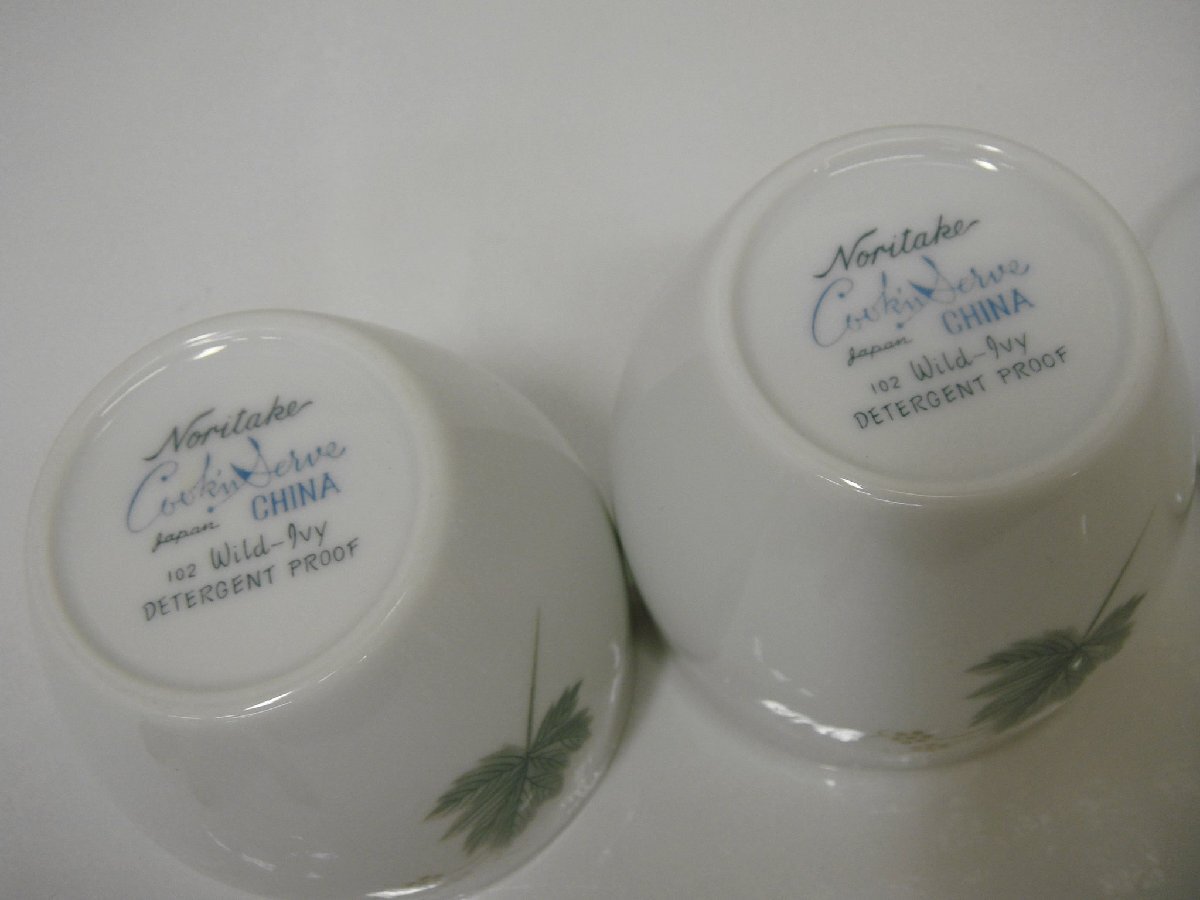 Noritake
Cook'n Serve
Japan CHINA
102 Wild-Ivy
DETERGENT PROOF
Noritake
Cook'n Serve
Japan CHINA
102 Wild-Ivy
DETERGENT PROOF